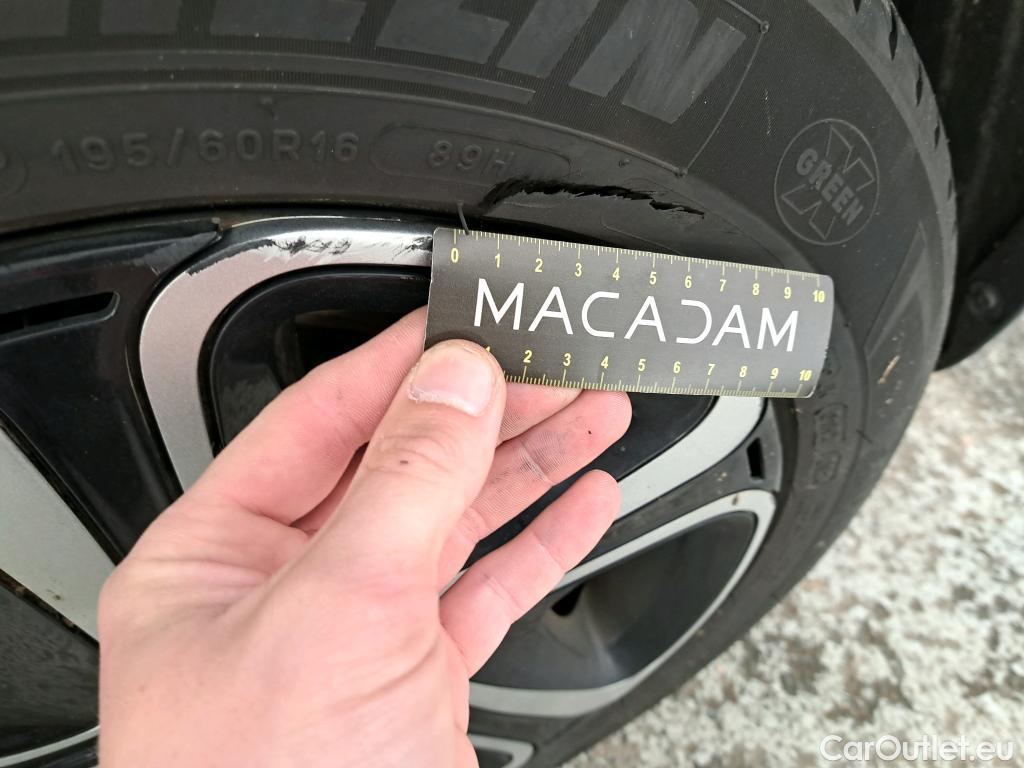 195/60R16 89H
GREEN
X
0 1 2 3 4 5 6 7 8 9 10
MACADAM
1 2 3 4 5 6 7 8 9 10
CarOutlet.eu